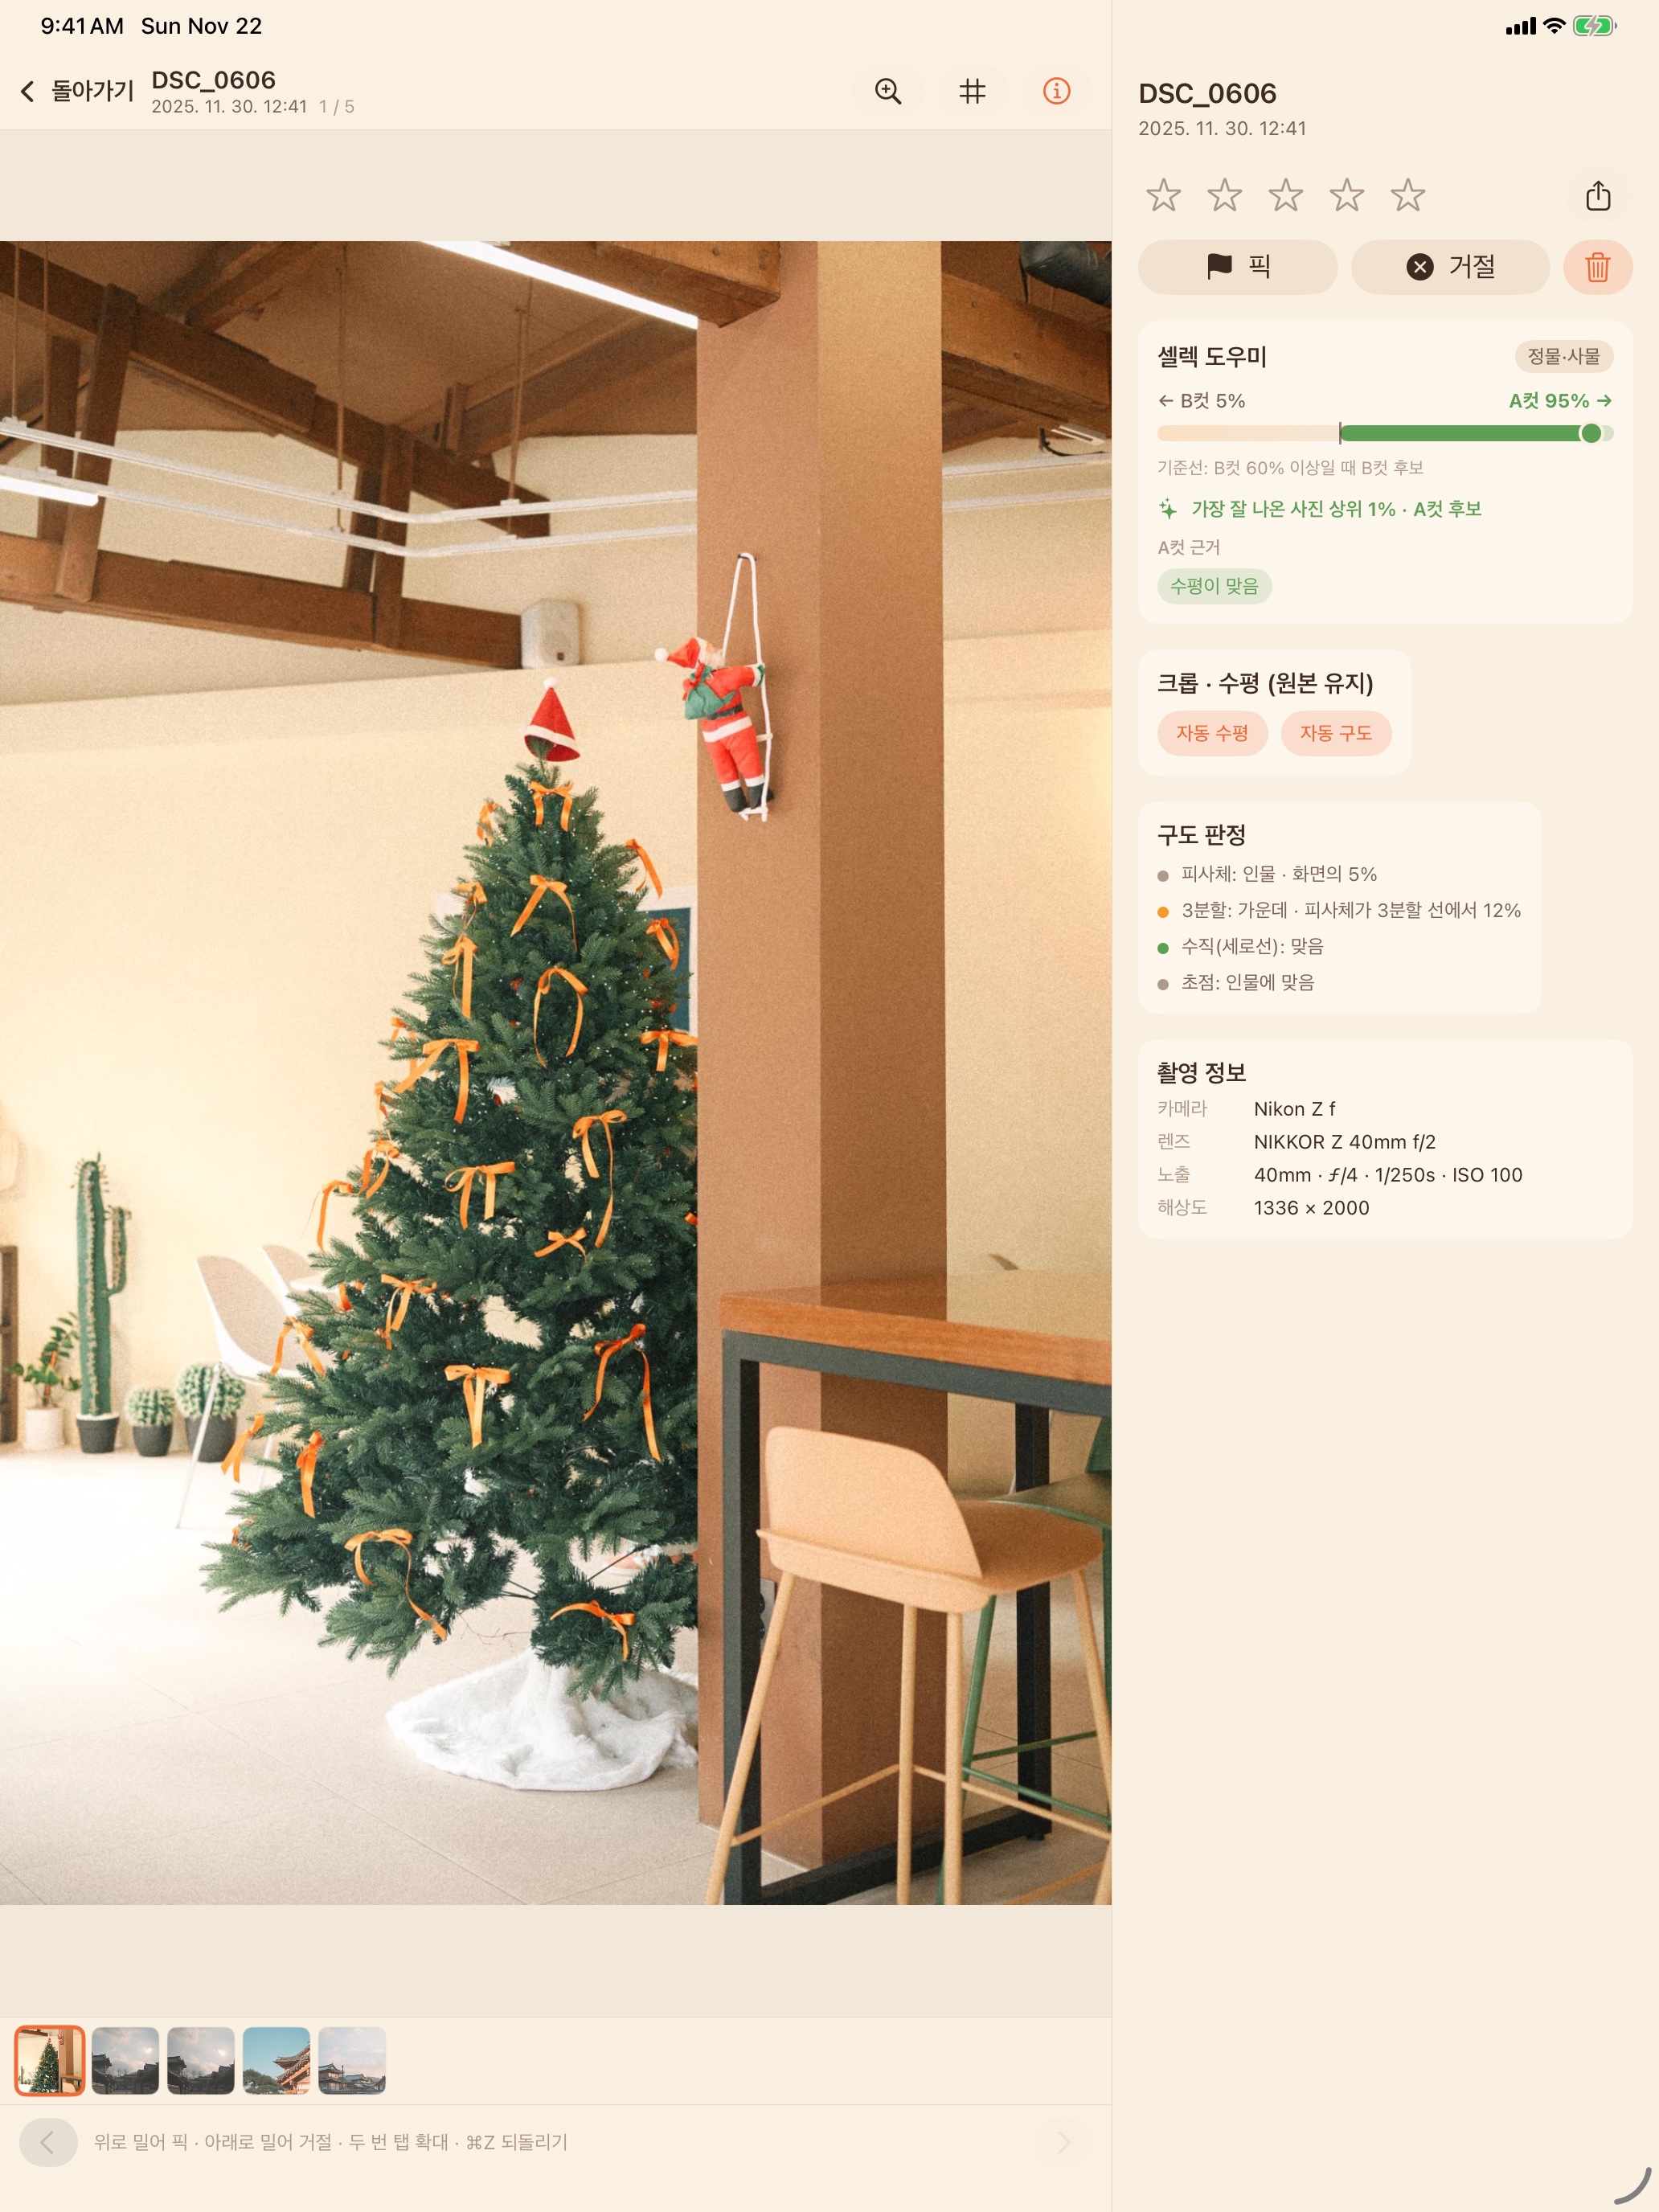 9:41 AM Sun Nov 22
돌아가기
DSC_0606
2025. 11. 30. 12:41 1 / 5
DSC_0606
2025. 11. 30. 12:41
픽
거절
셀렉 도우미
정물·사물
← B컷 5%
A컷 95% →
기준선: B컷 60% 이상일 때 B컷 후보
가장 잘 나온 사진 상위 1% · A컷 후보
A컷 근거
수평이 맞음
크롭 · 수평 (원본 유지)
자동 수평
자동 구도
구도 판정
피사체: 인물 · 화면의 5%
3분할: 가운데 · 피사체가 3분할 선에서 12%
수직(세로선): 맞음
초점: 인물에 맞음
촬영 정보
카메라 Nikon Z f
렌즈 NIKKOR Z 40mm f/2
노출 40mm · ƒ/4 · 1/250s · ISO 100
해상도 1336 × 2000
위로 밀어 픽 · 아래로 밀어 거절 · 두 번 탭 확대 · ⌘Z 되돌리기